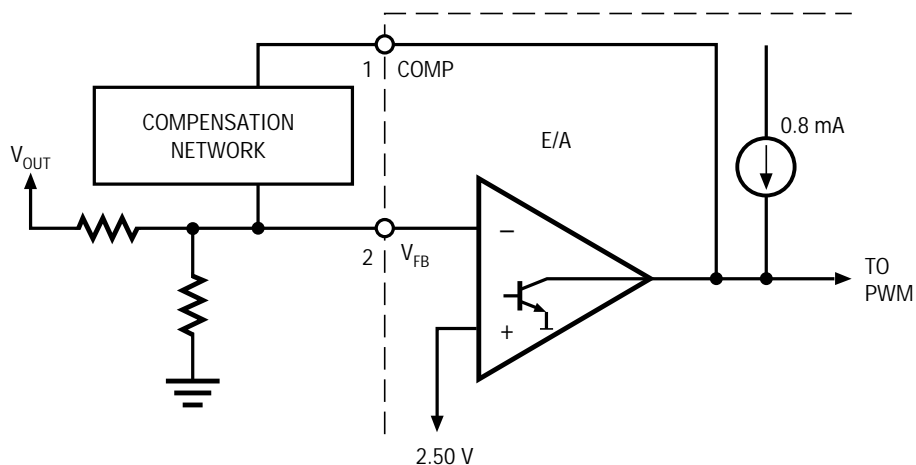 1 COMP
COMPENSATION
NETWORK
E/A
0.8 mA
VOUT
−
2 VFB
TO
PWM
+
2.50 V